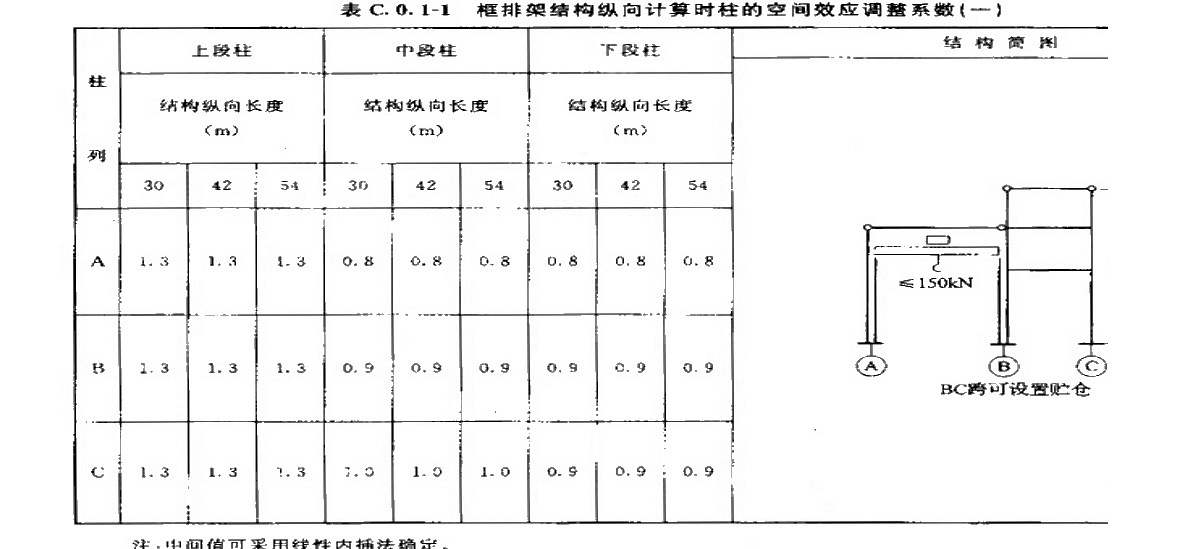 表 C.0.1-1 框排架结构纵向计算时柱的空间效应调整系数(一)
柱列 上段柱 中段柱 下段柱 结构简图
结构纵向长度(m) 结构纵向长度(m) 结构纵向长度(m)
30 42 54 30 42 54 30 42 54
A 1.3 1.3 1.3 0.8 0.8 0.8 0.8 0.8 0.8
B 1.3 1.3 1.3 0.9 0.9 0.9 0.9 0.9 0.9
C 1.3 1.3 1.3 1.0 1.0 1.0 0.9 0.9 0.9
≤150kN
A B C
BC跨可设置贮仓
注:中间值可采用线性内插法确定。